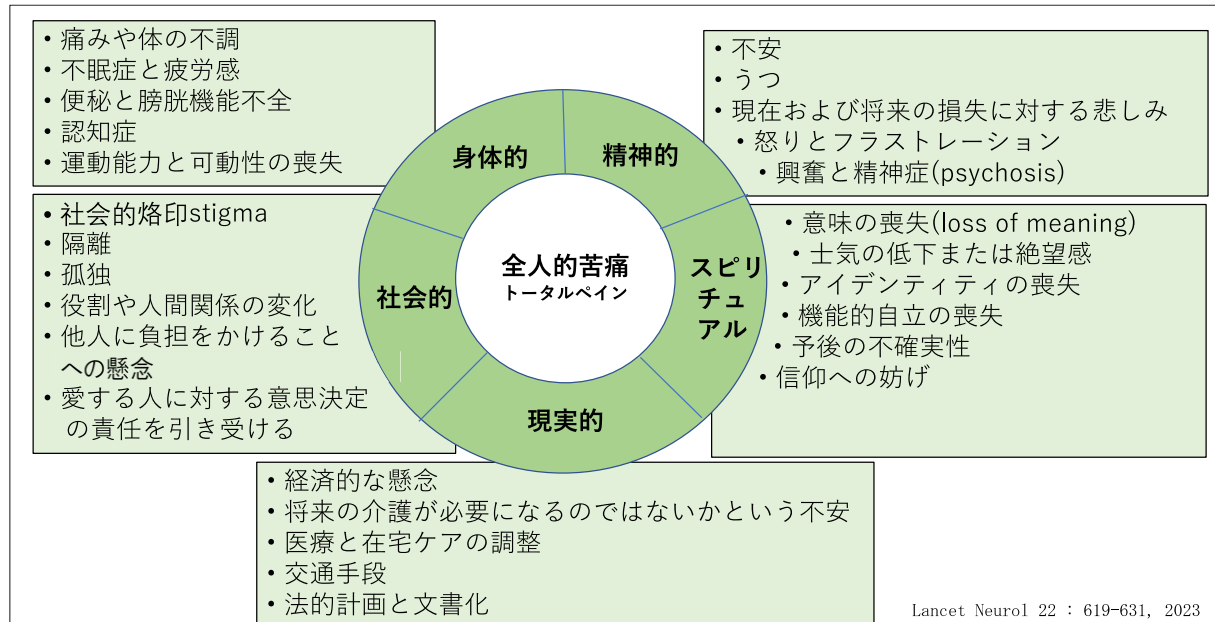 ・痛みや体の不調
・不眠症と疲労感
・便秘と膀胱機能不全
・認知症
・運動能力と可動性の喪失
・不安
・うつ
・現在および将来の損失に対する悲しみ
・怒りとフラストレーション
・興奮と精神症(psychosis)
身体的
精神的
・社会的烙印stigma
・隔離
・孤独
・役割や人間関係の変化
・他人に負担をかけること
への懸念
・愛する人に対する意思決定
の責任を引き受ける
社会的
全人的苦痛
トータルペイン
スピリ
チュ
アル
・意味の喪失(loss of meaning)
・士気の低下または絶望感
・アイデンティティの喪失
・機能的自立の喪失
・予後の不確実性
・信仰への妨げ
現実的
・経済的な懸念
・将来の介護が必要になるのではないかという不安
・医療と在宅ケアの調整
・交通手段
・法的計画と文書化
Lancet Neurol 22 : 619-631, 2023